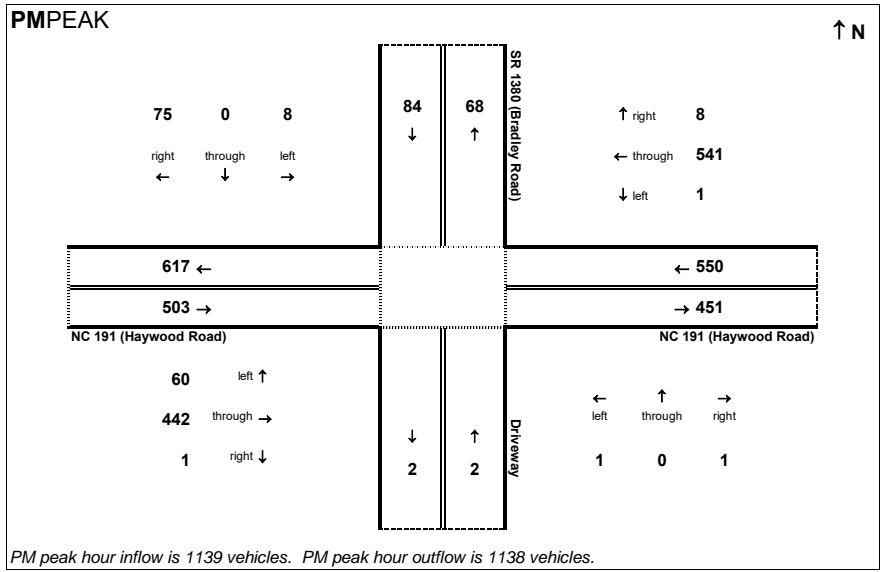 PMPEAK
↑ N
75 0 8
right through left
← ↓ →
84 68
↓ ↑
SR 1380 (Bradley Road)
↑ right 8
← through 541
↓ left 1
617 ←
← 550
503 →
→ 451
NC 191 (Haywood Road)
NC 191 (Haywood Road)
60 left ↑
442 through →
1 right ↓
↓ ↑
2 2
Driveway
← ↑ →
left through right
1 0 1
PM peak hour inflow is 1139 vehicles. PM peak hour outflow is 1138 vehicles.